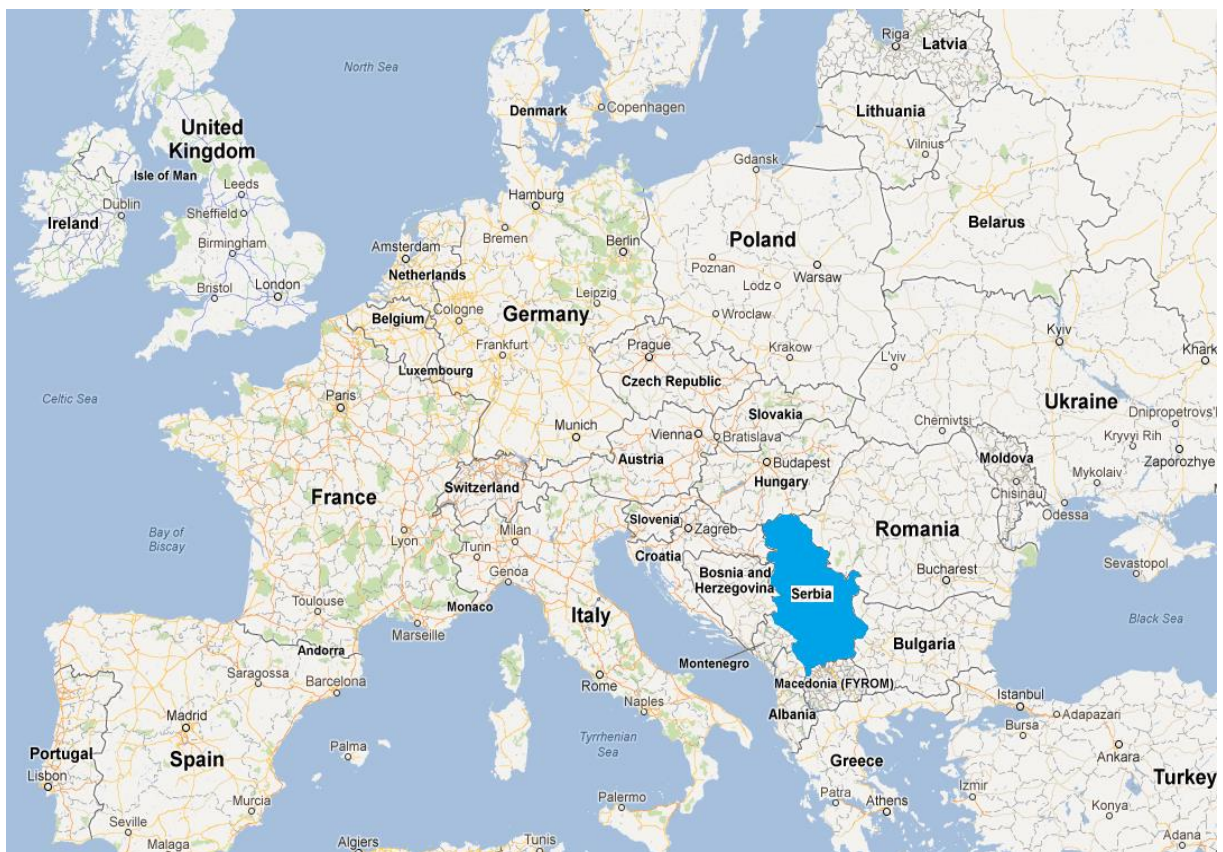 Riga
Latvia
North Sea
Denmark
Copenhagen
Lithuania
Vilnius
United
Kingdom
Isle of Man
Leeds
Dublin
Sheffield
Ireland
Birmingham
Bristol
London
Gdansk
Hamburg
Bremen
Amsterdam
Netherlands
Berlin
Poland
Poznan
Warsaw
Lodz
Belarus
Belgium
Cologne
Leipzig
Germany
Wroclaw
Frankfurt
Prague
Krakow
L'viv
Kyiv
Khark
Luxembourg
Czech Republic
Celtic Sea
Paris
Slovakia
Ukraine
Munich
Vienna
Bratislava
Chernivtsi
Dnipropetrovs'
Kryvyi Rih
Austria
Budapest
Hungary
Moldova
Chisinau
Mykolaiv
Zaporozhye
Switzerland
France
Odessa
Bay of
Biscay
Lyon
Milan
Turin
Slovenia
Zagreb
Croatia
Romania
Genoa
Bosnia and
Herzegovina
Serbia
Bucharest
Sevastopol
Toulouse
Monaco
Marseille
Italy
Black Sea
Andorra
Bulgaria
Montenegro
Saragossa
Barcelona
Rome
Macedonia (FYROM)
Naples
Albania
Istanbul
Adapazari
Bursa
Madrid
Portugal
Spain
Palma
Tyrrhenian
Sea
Ankara
Greece
Lisbon
Turkey
Izmir
Murcia
Palermo
Patra
Athens
Konya
Seville
Malaga
Algiers
Tunis
Adana